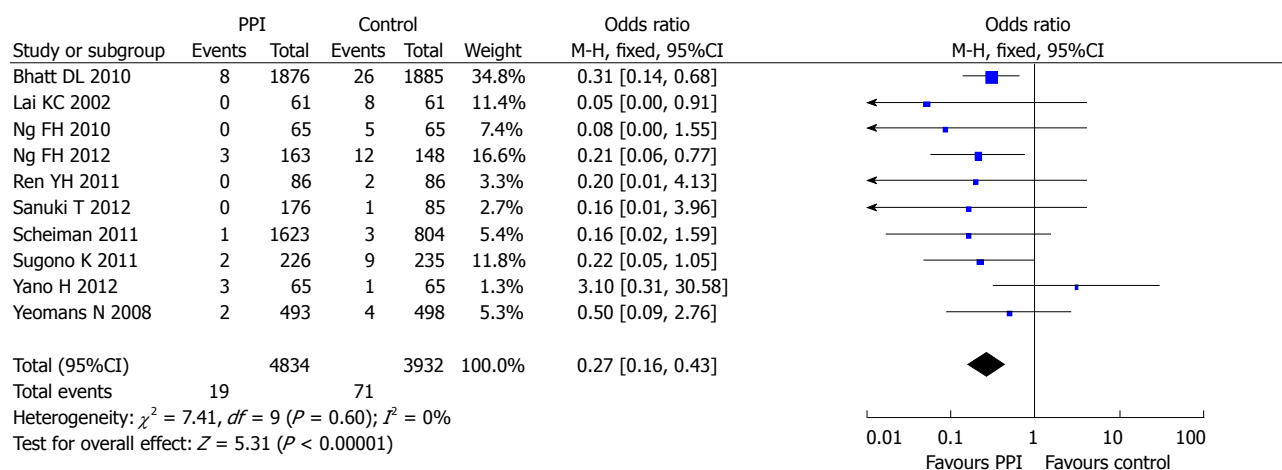 PPI Control Odds ratio Odds ratio
Study or subgroup Events Total Events Total Weight M-H, fixed, 95%CI M-H, fixed, 95%CI
Bhatt DL 2010 8 1876 26 1885 34.8% 0.31 [0.14, 0.68]
Lai KC 2002 0 61 8 61 11.4% 0.05 [0.00, 0.91]
Ng FH 2010 0 65 5 65 7.4% 0.08 [0.00, 1.55]
Ng FH 2012 3 163 12 148 16.6% 0.21 [0.06, 0.77]
Ren YH 2011 0 86 2 86 3.3% 0.20 [0.01, 4.13]
Sanuki T 2012 0 176 1 85 2.7% 0.16 [0.01, 3.96]
Scheiman 2011 1 1623 3 804 5.4% 0.16 [0.02, 1.59]
Sugono K 2011 2 226 9 235 11.8% 0.22 [0.05, 1.05]
Yano H 2012 3 65 1 65 1.3% 3.10 [0.31, 30.58]
Yeomans N 2008 2 493 4 498 5.3% 0.50 [0.09, 2.76]
Total (95%CI) 4834 3932 100.0% 0.27 [0.16, 0.43]
Total events 19 71
Heterogeneity: χ² = 7.41, df = 9 (P = 0.60); I² = 0%
Test for overall effect: Z = 5.31 (P < 0.00001)
0.01 0.1 1 10 100
Favours PPI Favours control